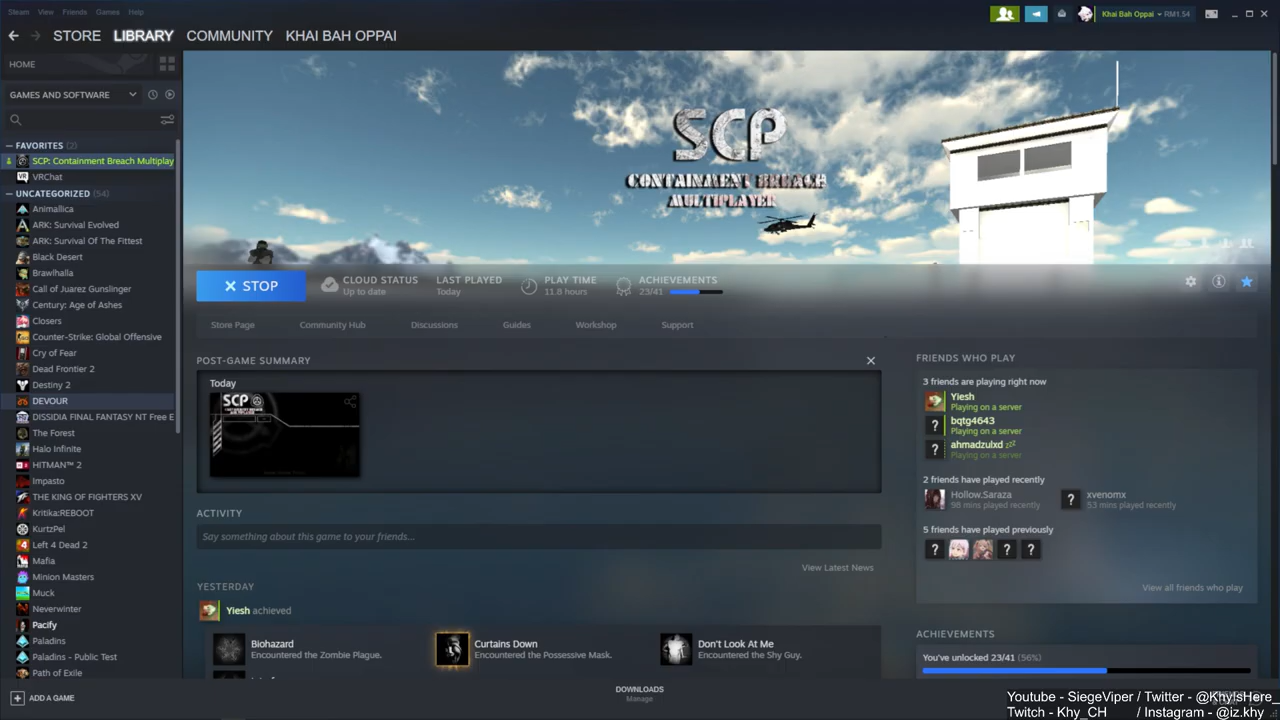 Steam View Friends Games Help
Khai Bah Oppai RM1.54
STORE LIBRARY COMMUNITY KHAI BAH OPPAI
HOME
GAMES AND SOFTWARE
FAVORITES (2)
SCP: Containment Breach Multiplay
VRChat
UNCATEGORIZED (54)
Animallica
ARK: Survival Evolved
ARK: Survival Of The Fittest
Black Desert
Brawlhalla
Call of Juarez Gunslinger
Century: Age of Ashes
Closers
Counter-Strike: Global Offensive
Cry of Fear
Dead Frontier 2
Destiny 2
DEVOUR
DISSIDIA FINAL FANTASY NT Free E
The Forest
Halo Infinite
HITMAN™ 2
Impasto
THE KING OF FIGHTERS XV
Kritika:REBOOT
KurtzPel
Left 4 Dead 2
Mafia
Minion Masters
Muck
Neverwinter
Pacify
Paladins
Paladins - Public Test
Path of Exile
ADD A GAME
SCP
CONTAINMENT BREACH
MULTIPLAYER
STOP
CLOUD STATUS
Up to date
LAST PLAYED
Today
PLAY TIME
11.8 hours
ACHIEVEMENTS
23/41
Store Page Community Hub Discussions Guides Workshop Support
POST-GAME SUMMARY
Today
SCP
ACTIVITY
Say something about this game to your friends...
View Latest News
YESTERDAY
Yiesh achieved
Biohazard
Encountered the Zombie Plague.
Curtains Down
Encountered the Possessive Mask.
Don't Look At Me
Encountered the Shy Guy.
FRIENDS WHO PLAY
3 friends are playing right now
Yiesh
Playing on a server
bqtg4643
Playing on a server
ahmadzulxd zzz
Playing on a server
2 friends have played recently
Hollow.Saraza
98 mins played recently
xvenomx
53 mins played recently
5 friends have played previously
View all friends who play
ACHIEVEMENTS
You've unlocked 23/41 (56%)
DOWNLOADS
Manage
Youtube - SiegeViper / Twitter - @KhyIsHere_
Twitch - Khy_CH / Instagram - @iz.khy